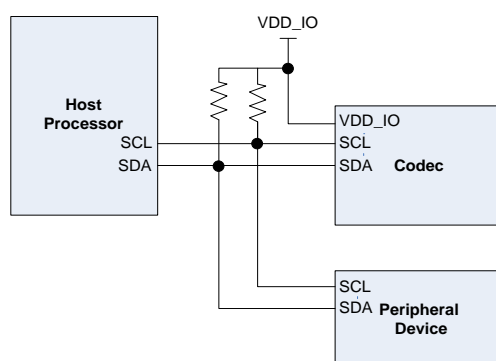 VDD_IO
Host
Processor
SCL
SDA
VDD_IO
SCL
SDA
Codec
SCL
SDA
Peripheral
Device